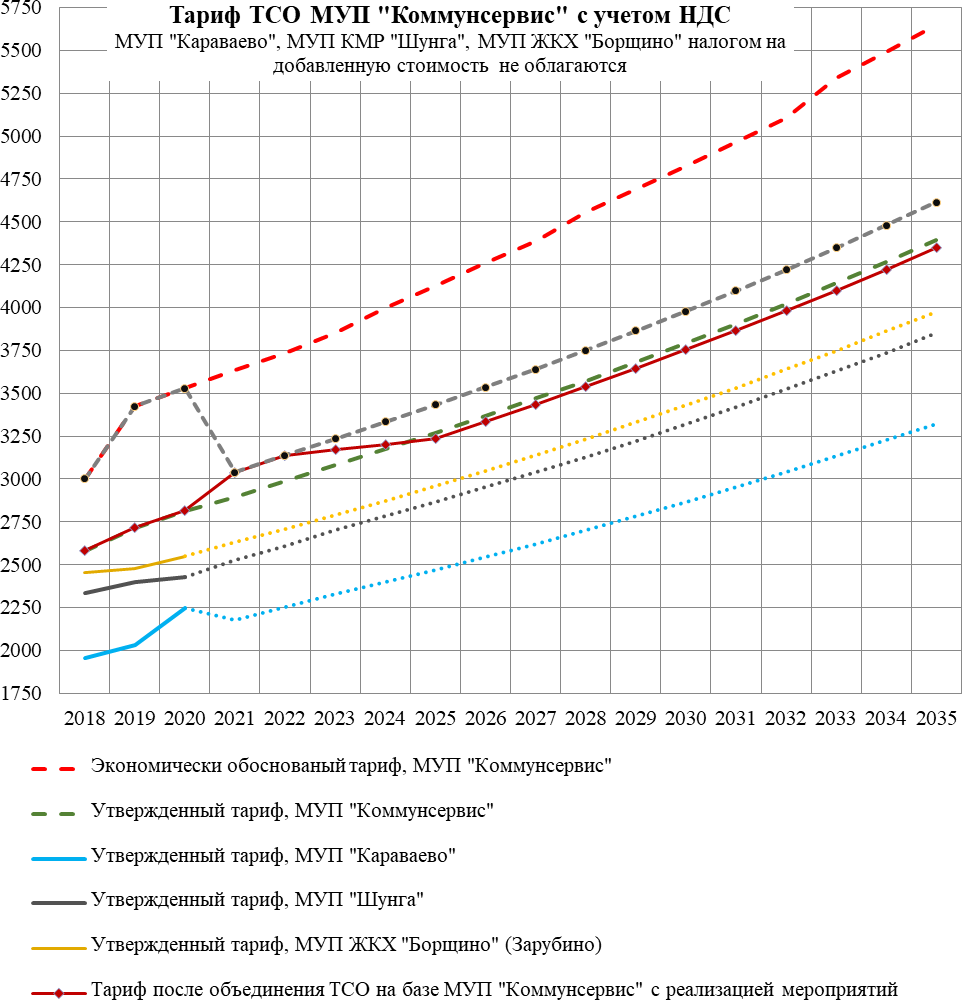 Тариф ТСО МУП "Коммунсервис" с учетом НДС
МУП "Караваево", МУП КМР "Шунга", МУП ЖКХ "Борщино" налогом на
добавленную стоимость не облагаются
5750
5500
5250
5000
4750
4500
4250
4000
3750
3500
3250
3000
2750
2500
2250
2000
1750
2018 2019 2020 2021 2022 2023 2024 2025 2026 2027 2028 2029 2030 2031 2032 2033 2034 2035
Экономически обоснованый тариф, МУП "Коммунсервис"
Утвержденный тариф, МУП "Коммунсервис"
Утвержденный тариф, МУП "Караваево"
Утвержденный тариф, МУП "Шунга"
Утвержденный тариф, МУП ЖКХ "Борщино" (Зарубино)
Тариф после объединения ТСО на базе МУП "Коммунсервис" с реализацией мероприятий